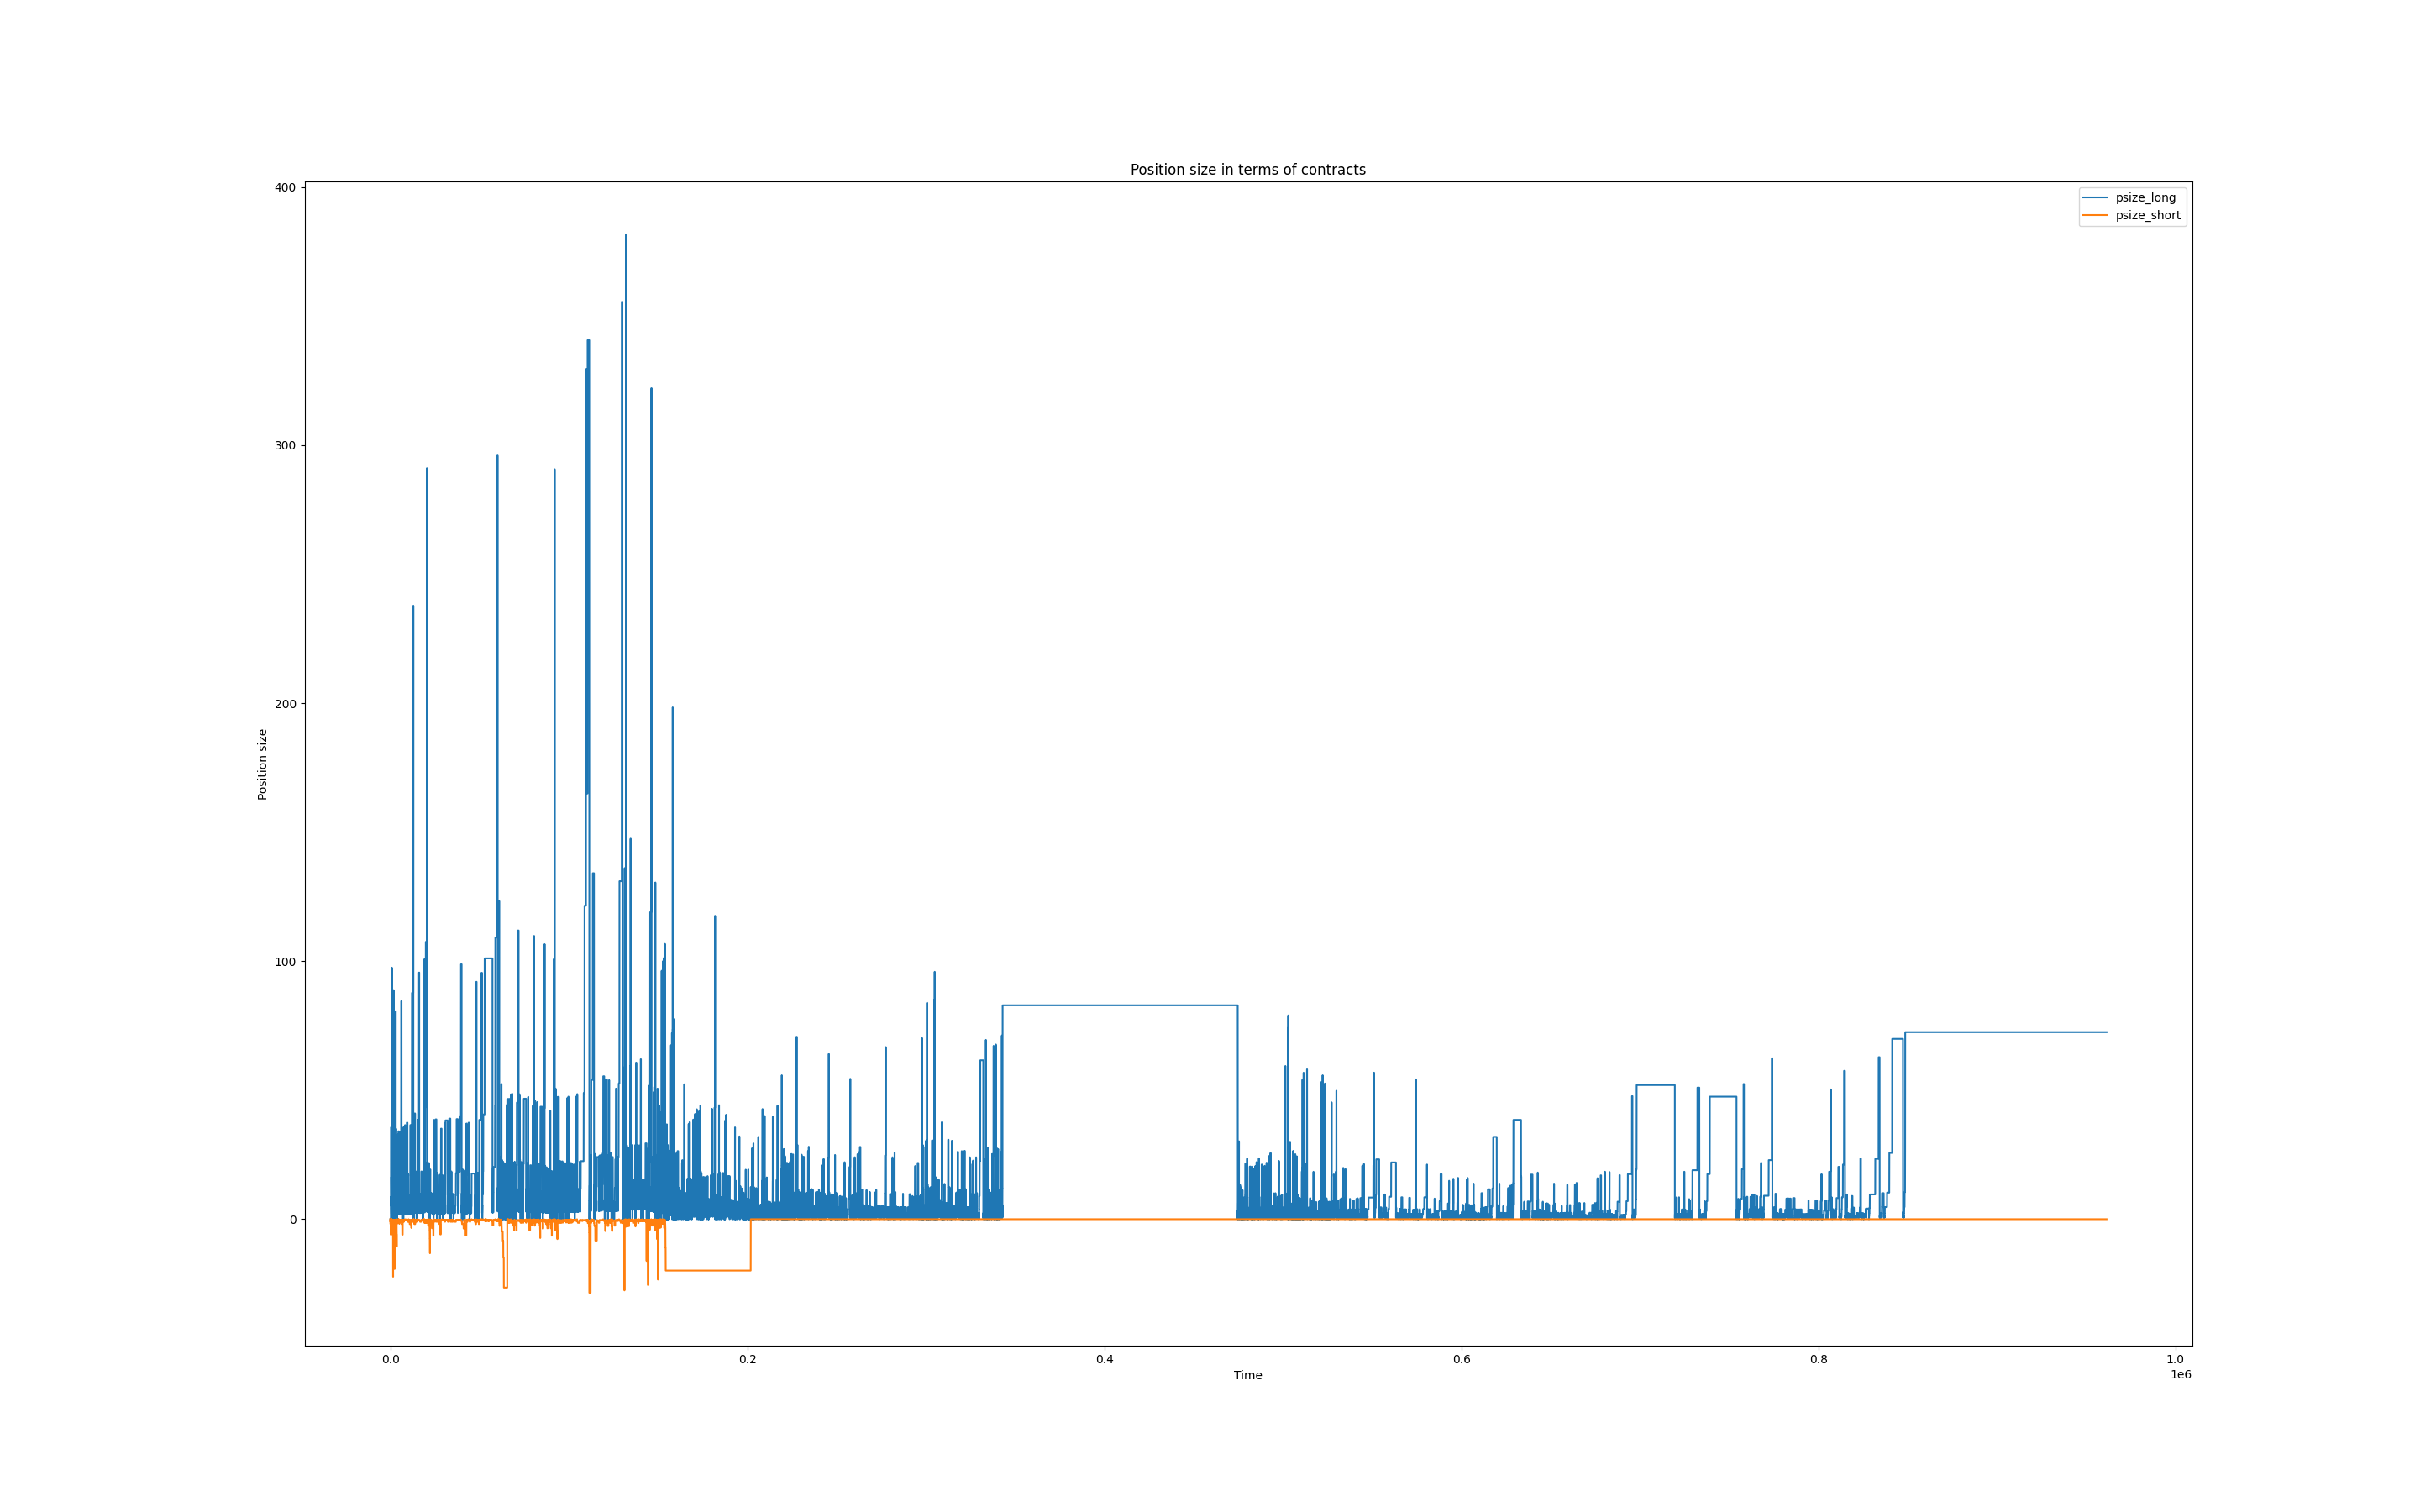 Position size in terms of contracts
psize_long
psize_short
400
300
200
100
0
Position size
0.0
0.2
0.4
0.6
0.8
1.0
1e6
Time